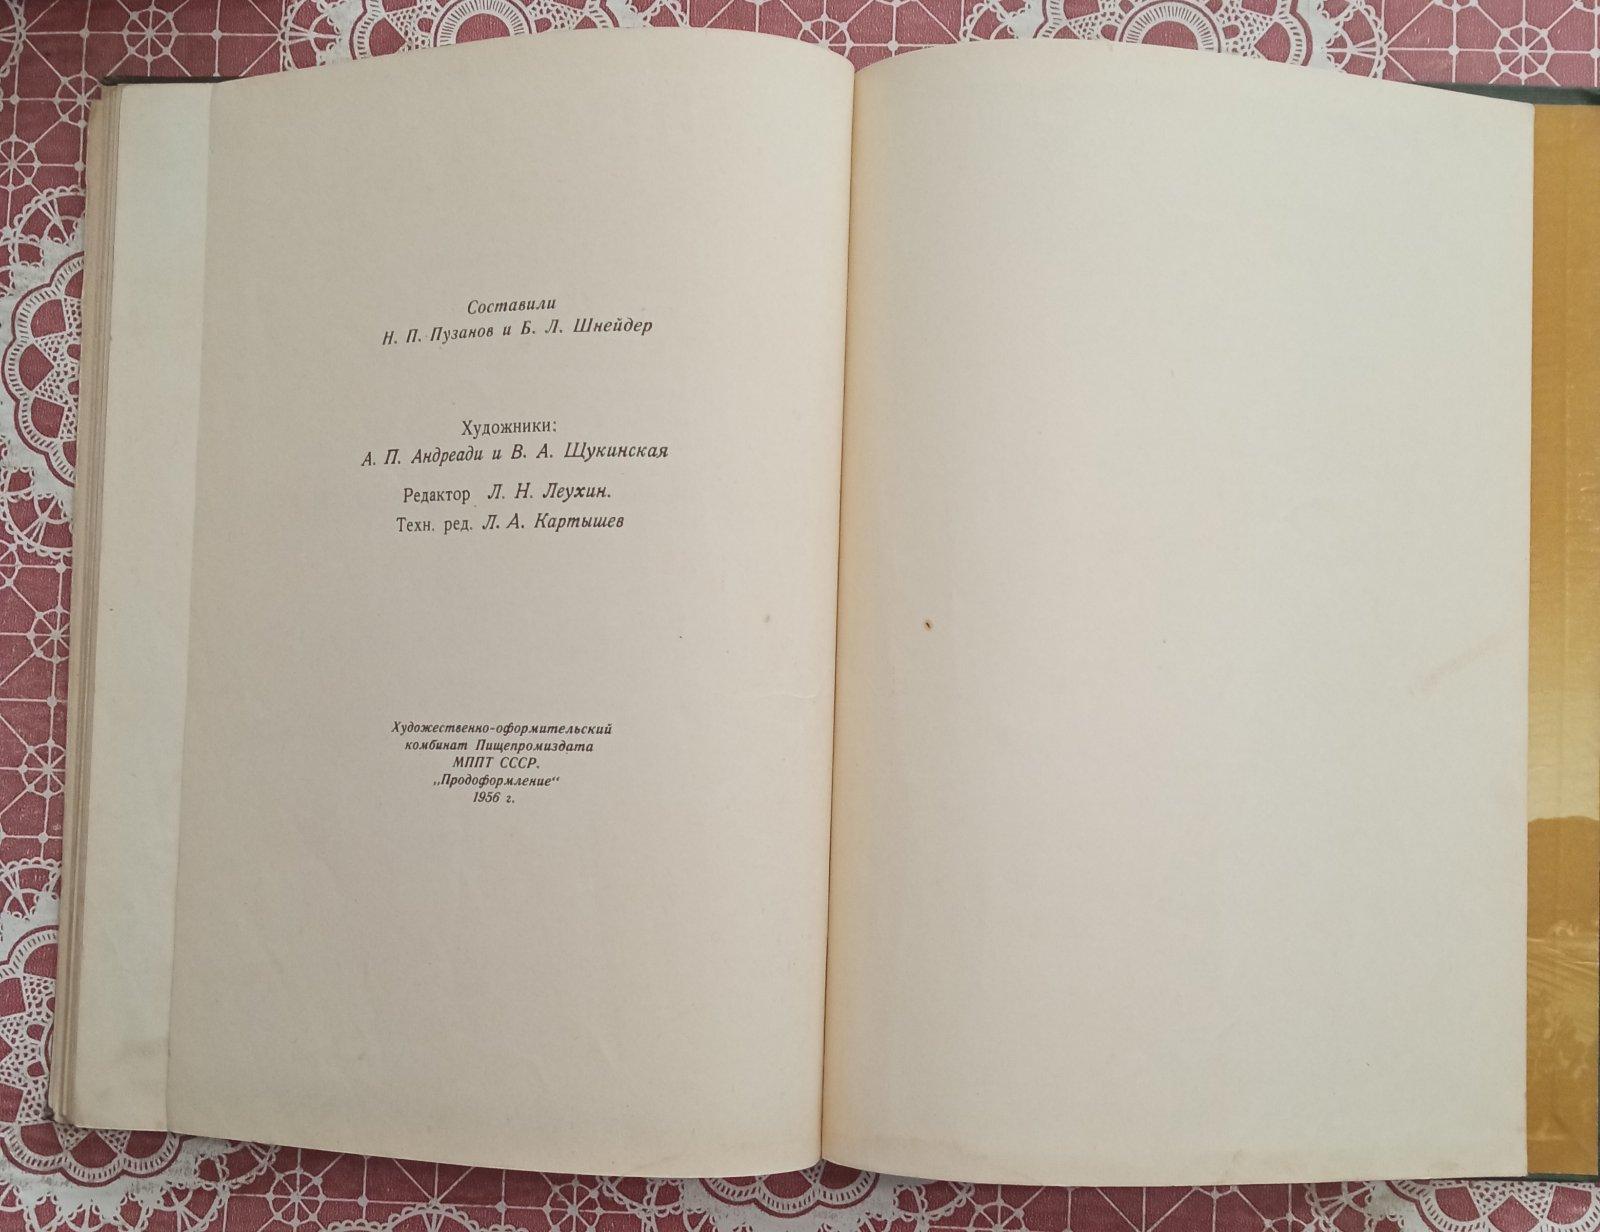 Составили
Н. П. Пузанов и Б. Л. Шнейдер
Художники:
А. П. Андреади и В. А. Щукинская
Редактор Л. Н. Леухин.
Техн. ред. Л. А. Картышев
Художественно-оформительский
комбинат Пищепромиздата
МППТ СССР.
„Продоформление“
1956 г.